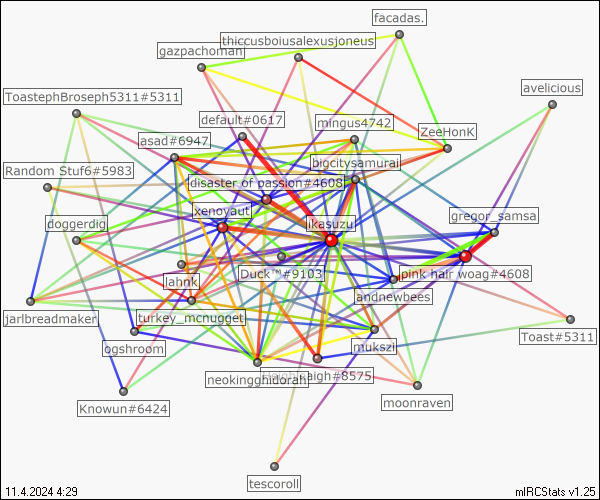 facadas.
thiccusboiusalexusjoneus
gazpachoman
avelicious
ToastephBroseph5311#5311
default#0617
mingus4742
ZeeHonK
asad#6947
bigcitysamurai
Random Stuf6#5983
disaster of passion#4608
xenoyaut
gregor_samsa
doggerdig
ikasuzu
lahnk
Duck™#9103
pink hair woag#4608
andnewbees
jarlbreadmaker
turkey_mcnugget
Toast#5311
ogshroom
mukszi
neokingghidorah
aigh#8575
Knowun#6424
moonraven
tescoroll
11.4.2024 4:29
mIRCStats v1.25